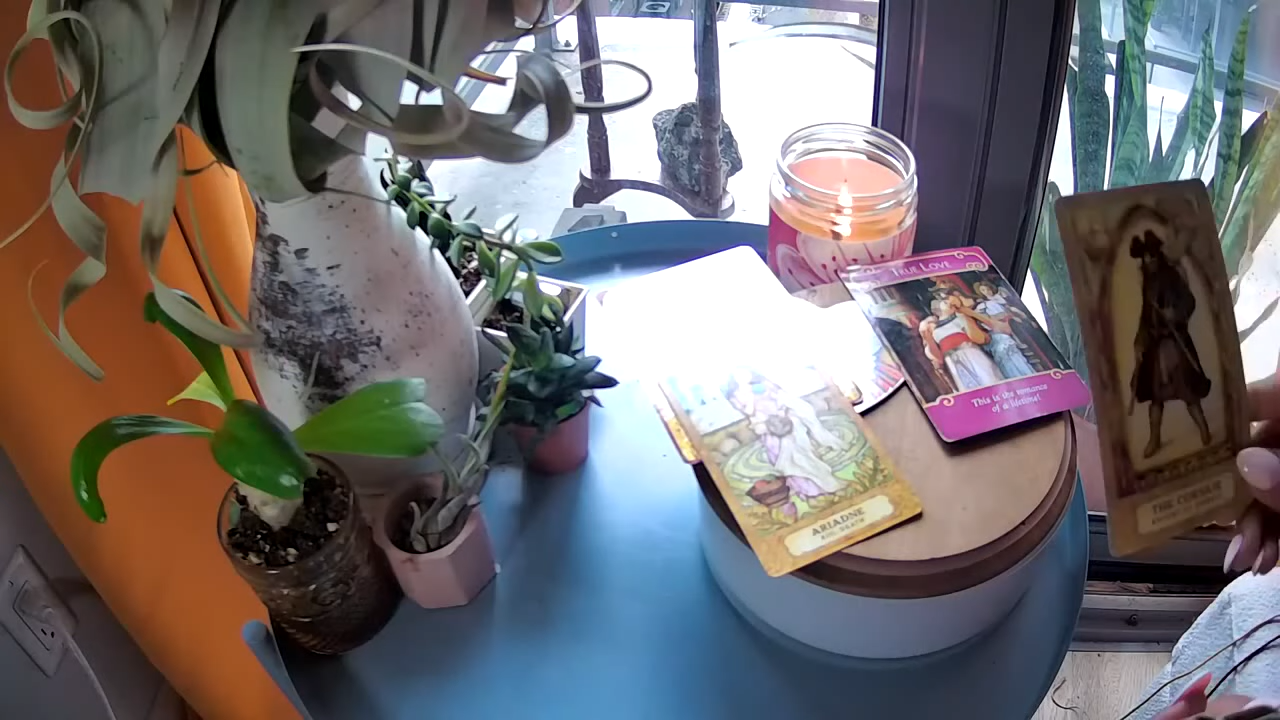 TRUE LOVE
This is the romance
of a lifetime!
ARIADNE
THE CORSAIR